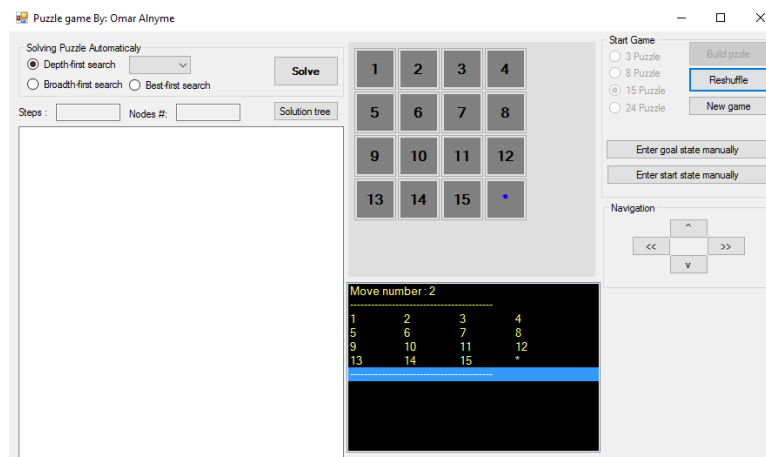 Puzzle game By: Omar Alnyme
Solving Puzzle Automaticaly
Depth-first search
Broadth-first search Best-first search
Solve
Steps : Nodes #: Solution tree
1 2 3 4
5 6 7 8
9 10 11 12
13 14 15 *
Move number : 2
--------------------------------------------------
1 2 3 4
5 6 7 8
9 10 11 12
13 14 15 *
--------------------------------------------------
Start Game
3 Puzzle
8 Puzzle
15 Puzzle
24 Puzzle
Build pzzle
Reshuffle
New game
Enter goal state manually
Enter start state manually
Navigation
^
<< >>
v